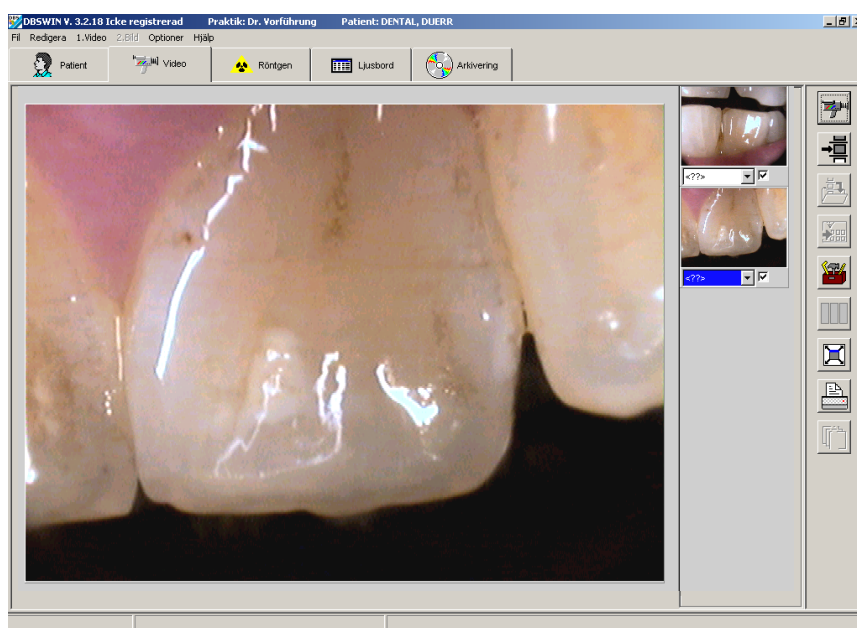 DBSWIN V. 3.2.18 Icke registrerad Praktik: Dr. Vorführung Patient: DENTAL, DUERR
Fil Redigera 1.Video 2.Bild Optioner Hjälp
Patient Video Röntgen Ljusbord Arkivering
<??>
<??>